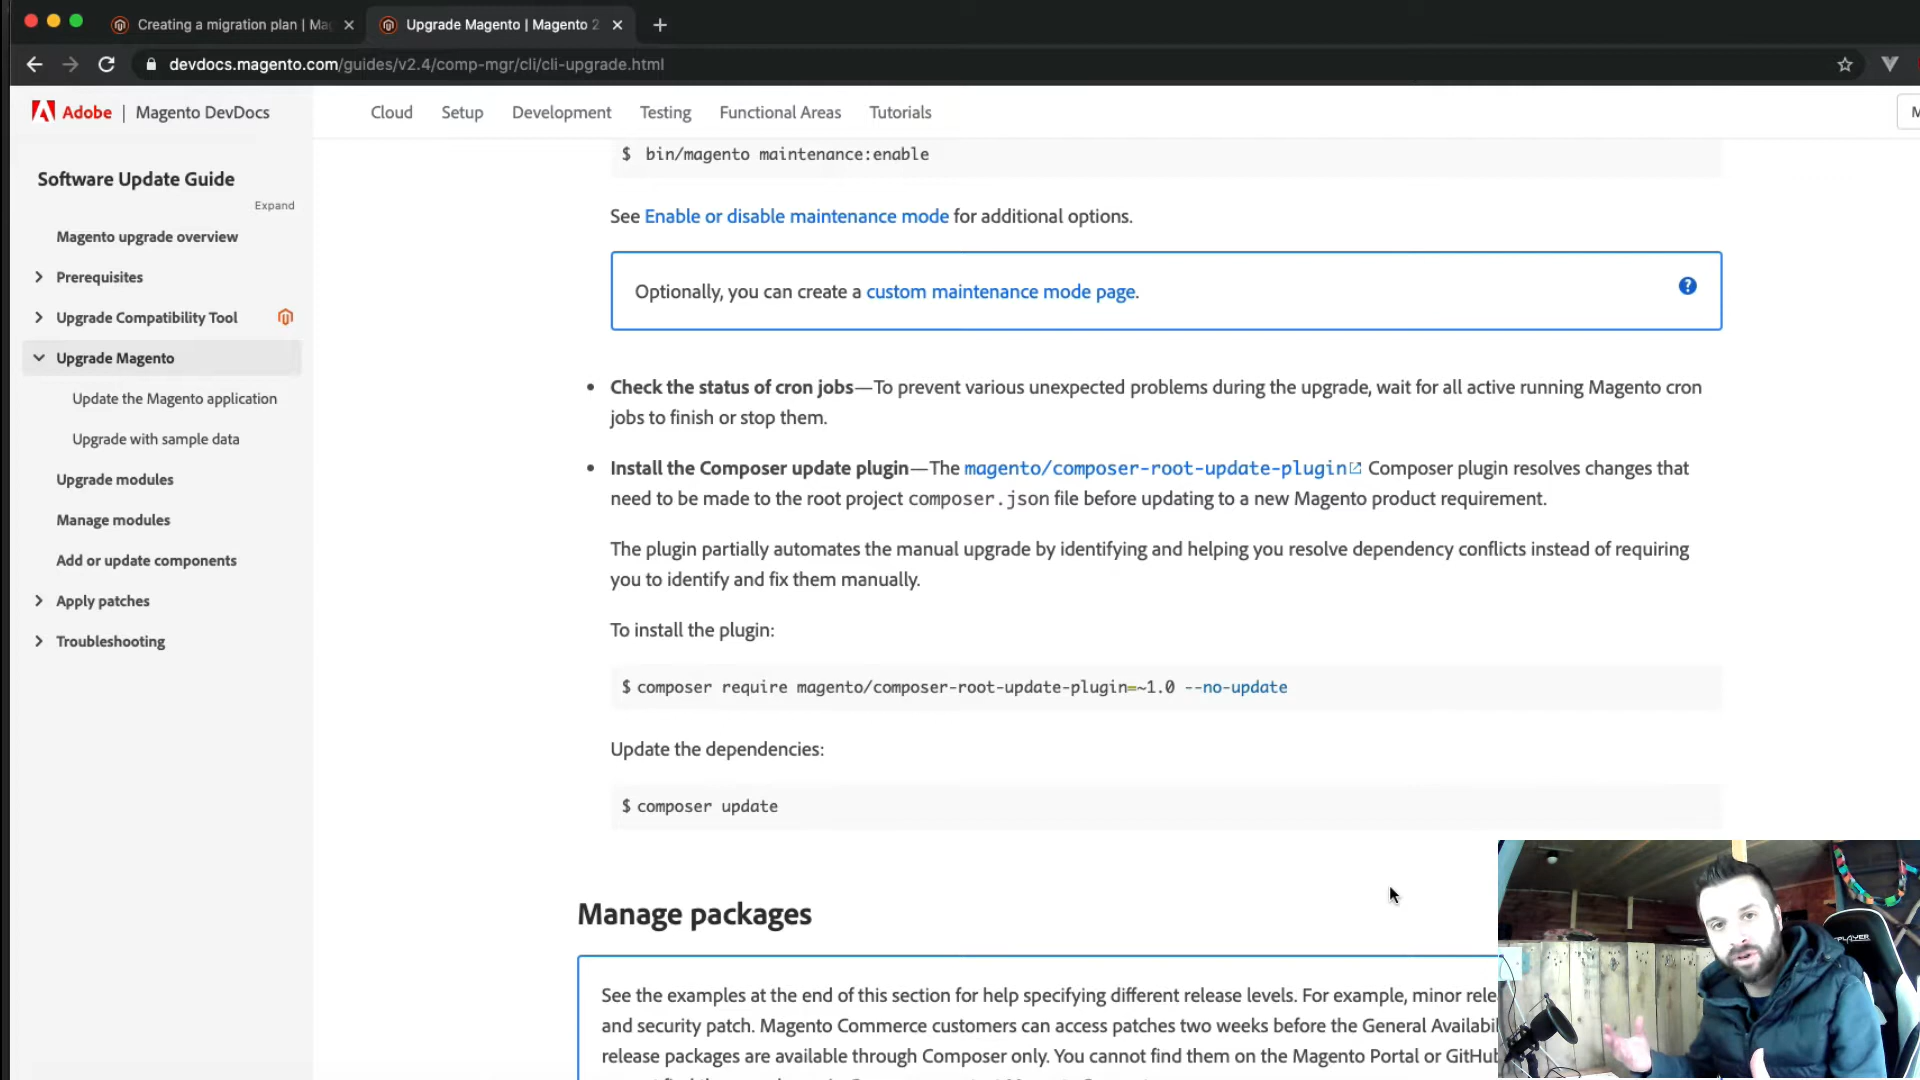 Creating a migration plan | Ma
Upgrade Magento | Magento 2
devdocs.magento.com/guides/v2.4/comp-mgr/cli/cli-upgrade.html
Adobe | Magento DevDocs
Cloud Setup Development Testing Functional Areas Tutorials
M
Software Update Guide
Expand
Magento upgrade overview
Prerequisites
Upgrade Compatibility Tool
Upgrade Magento
Update the Magento application
Upgrade with sample data
Upgrade modules
Manage modules
Add or update components
Apply patches
Troubleshooting
$ bin/magento maintenance:enable
See Enable or disable maintenance mode for additional options.
Optionally, you can create a custom maintenance mode page.
?
• Check the status of cron jobs—To prevent various unexpected problems during the upgrade, wait for all active running Magento cron
jobs to finish or stop them.
• Install the Composer update plugin—The magento/composer-root-update-plugin Composer plugin resolves changes that
need to be made to the root project composer.json file before updating to a new Magento product requirement.
The plugin partially automates the manual upgrade by identifying and helping you resolve dependency conflicts instead of requiring
you to identify and fix them manually.
To install the plugin:
$ composer require magento/composer-root-update-plugin=~1.0 --no-update
Update the dependencies:
$ composer update
Manage packages
See the examples at the end of this section for help specifying different release levels. For example, minor rele
and security patch. Magento Commerce customers can access patches two weeks before the General Availabil
release packages are available through Composer only. You cannot find them on the Magento Portal or GitHu